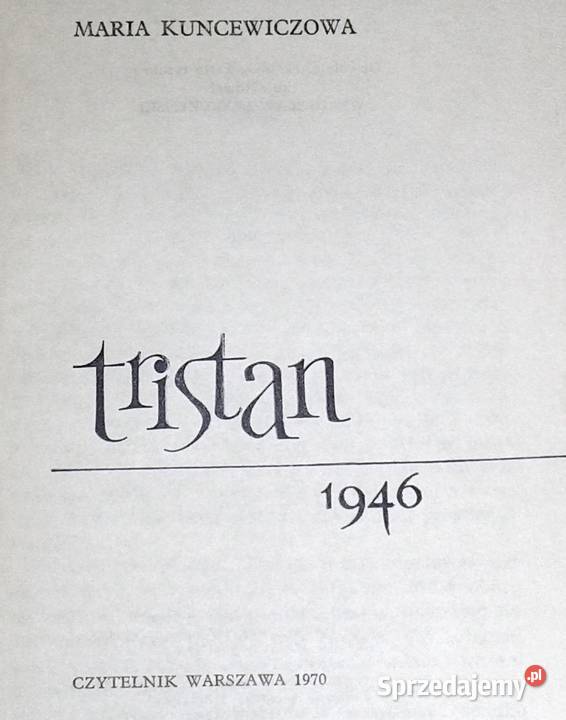 MARIA KUNCEWICZOWA
tristan
1946
CZYTELNIK WARSZAWA 1970
Sprzedajemy.pl